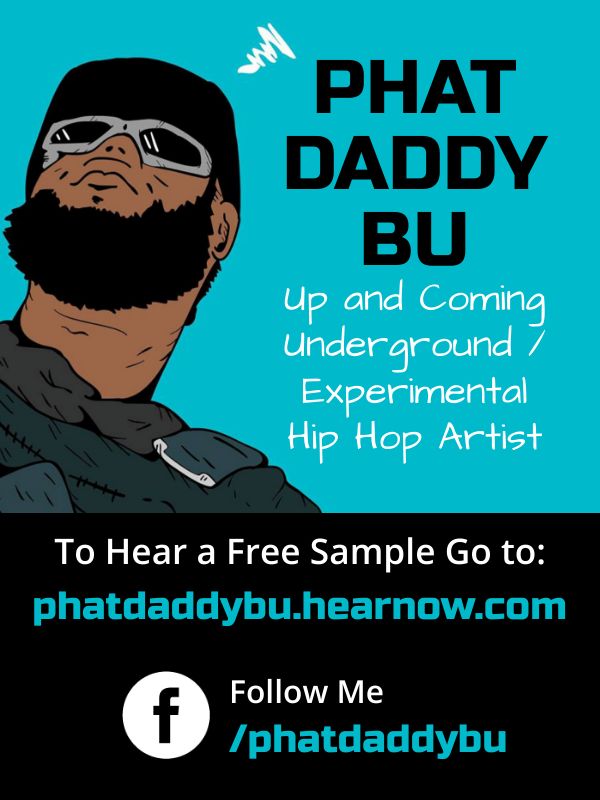 PHAT
DADDY
BU
Up and Coming
Underground /
Experimental
Hip Hop Artist
To Hear a Free Sample Go to:
phatdaddybu.hearnow.com
f
Follow Me
/phatdaddybu